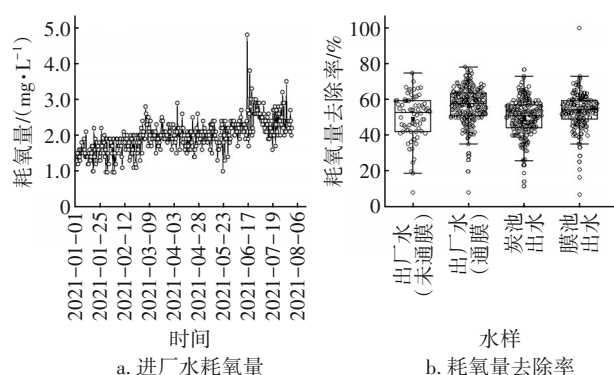 耗氧量/(mg·L⁻¹)
5.0
4.0
3.0
2.0
1.0
0.0
2021-01-01
2021-01-25
2021-02-12
2021-03-09
2021-04-03
2021-04-28
2021-05-23
2021-06-17
2021-07-19
2021-08-06
时间
a. 进厂水耗氧量
耗氧量去除率/%
100
80
60
40
20
0
出厂水
(未通膜)
出厂水
(通膜)
炭池
出水
膜池
出水
水样
b. 耗氧量去除率